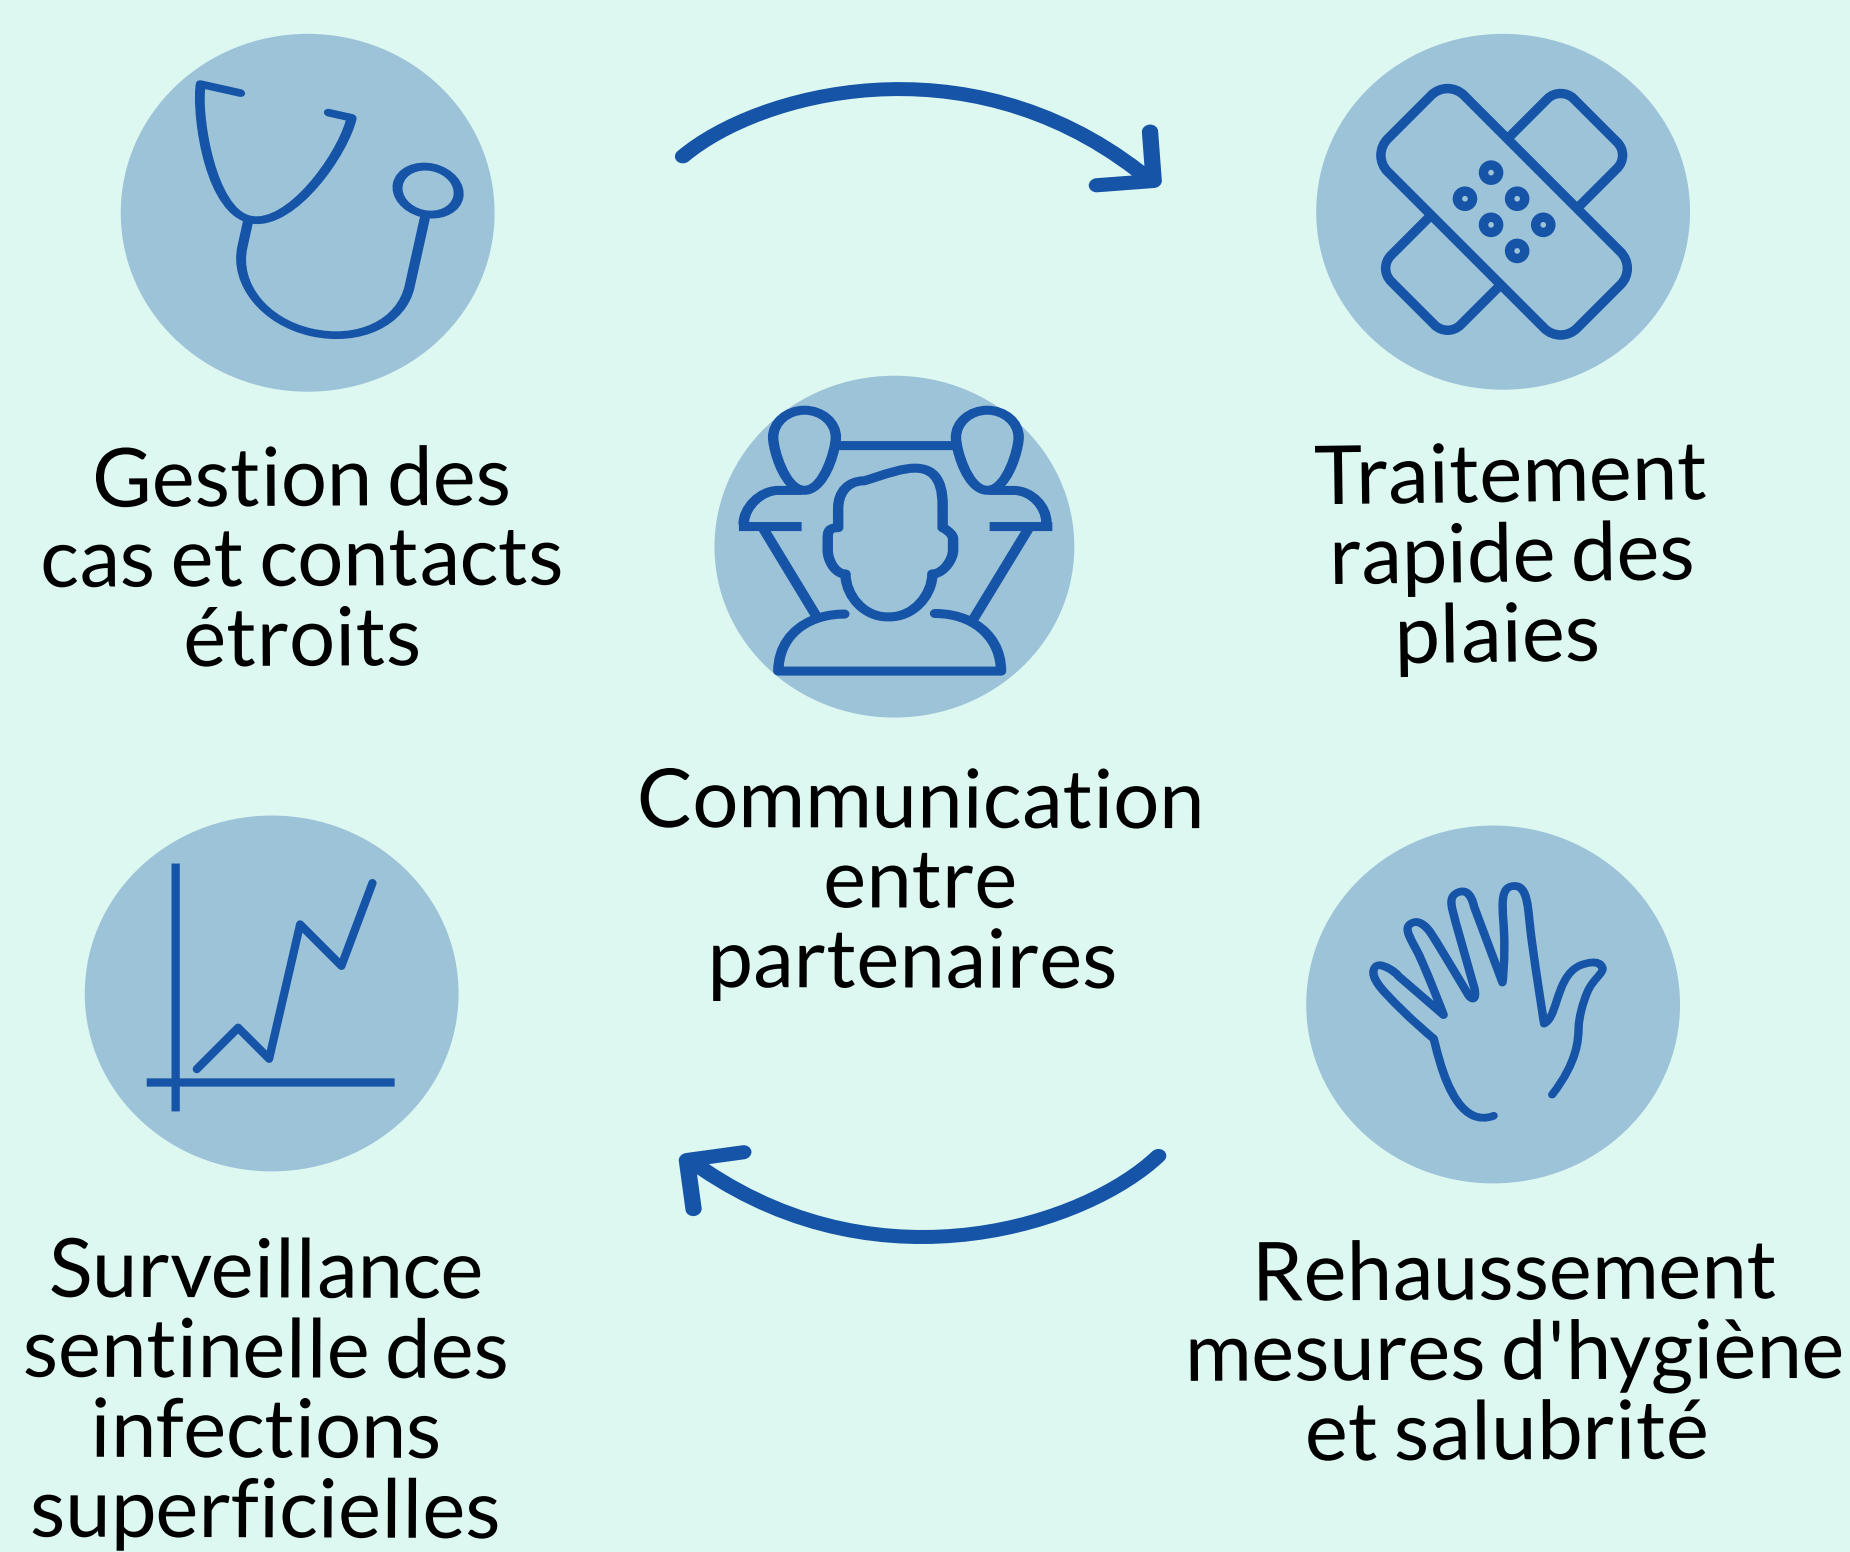 Gestion des
cas et contacts
étroits
Traitement
rapide des
plaies
Communication
entre
partenaires
Surveillance
sentinelle des
infections
superficielles
Rehaussement
mesures d'hygiène
et salubrité